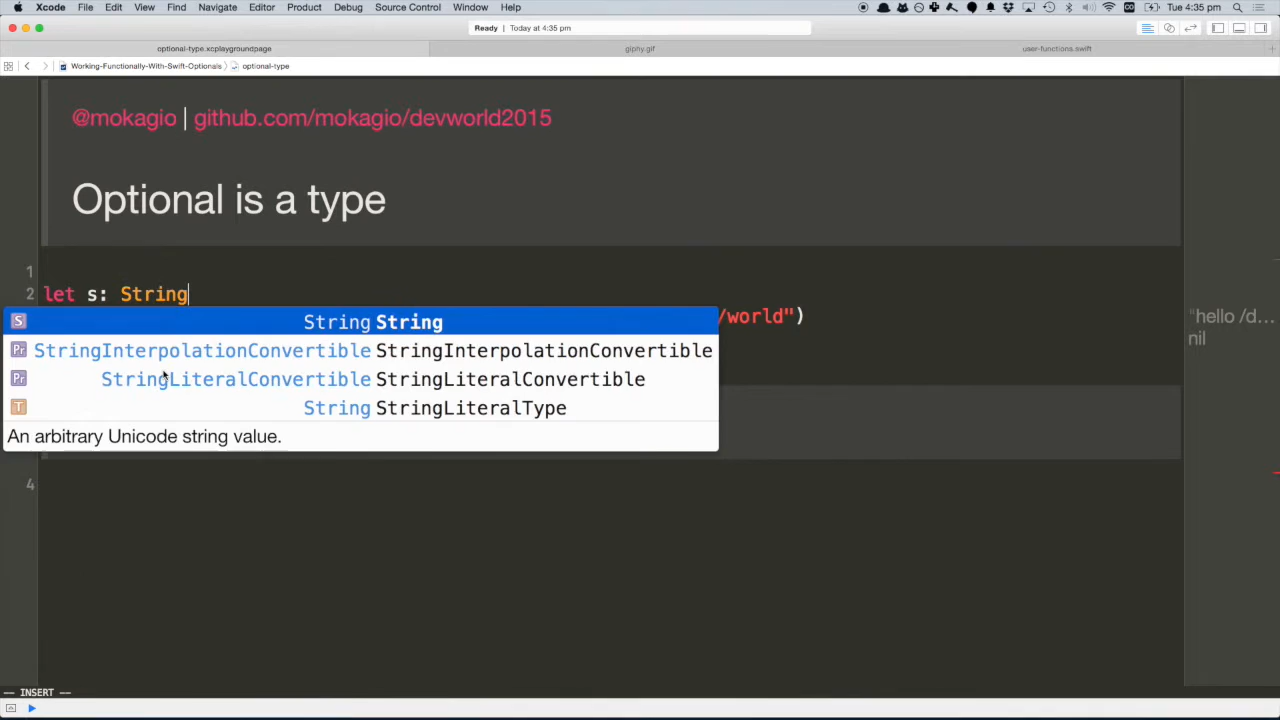 Xcode File Edit View Find Navigate Editor Product Debug Source Control Window Help Tue 4:35 pm
Ready | Today at 4:35 pm
optional-type.xcplaygroundpage giphy.gif user-functions.swift
Working-Functionally-With-Swift-Optionals optional-type
@mokagio | github.com/mokagio/devworld2015
Optional is a type
1
2 let s: String
/world") "hello /d...
nil
S String String
Pr StringInterpolationConvertible StringInterpolationConvertible
Pr StringLiteralConvertible StringLiteralConvertible
T String StringLiteralType
An arbitrary Unicode string value.
4
-- INSERT --